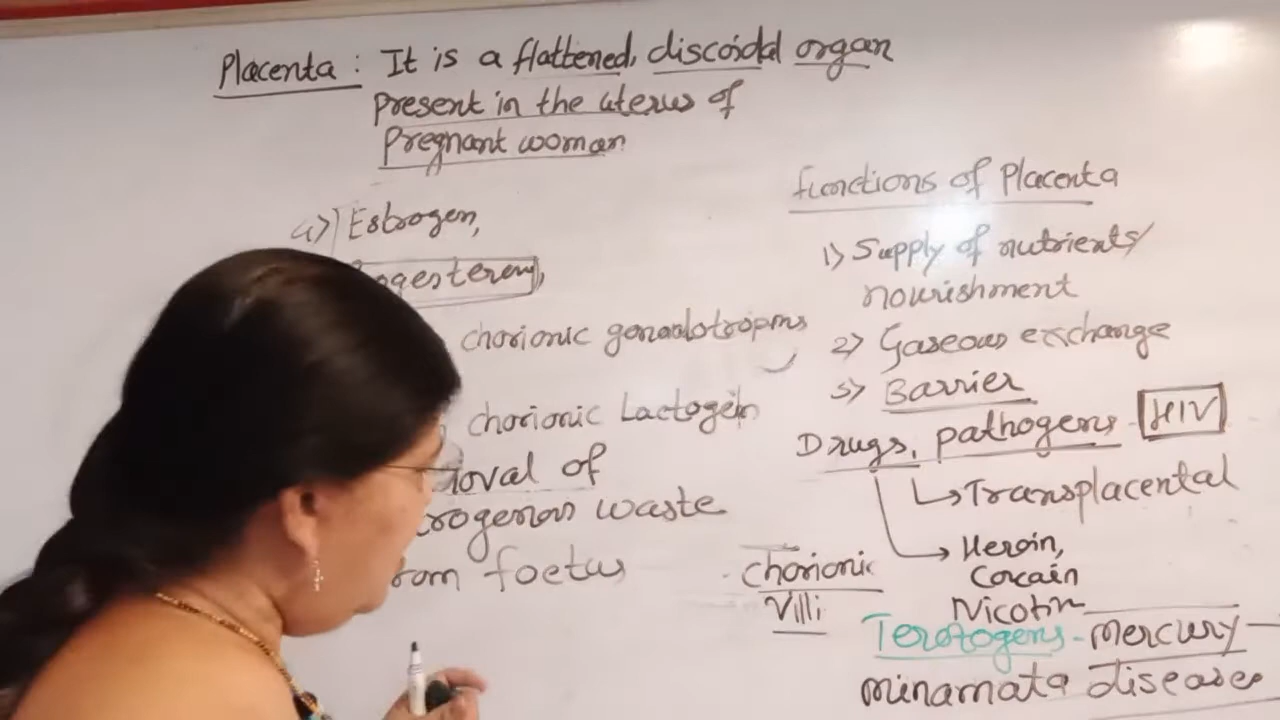 Placenta : It is a flattened, discoidal organ
present in the uterus of
Pregnant woman
a) Estrogen,
chorionic gonadotropins
chorionic Lactogen
of
waste
foetus
functions of Placenta
1) Supply of nutrients/
nourishment
2) Gaseous exchange
3) Barrier
Drugs, pathogens - HIV
Transplacental
Heroin,
Cocain
Nicotin
chorionic
Villi
Teratogens - mercury -
minamata disease